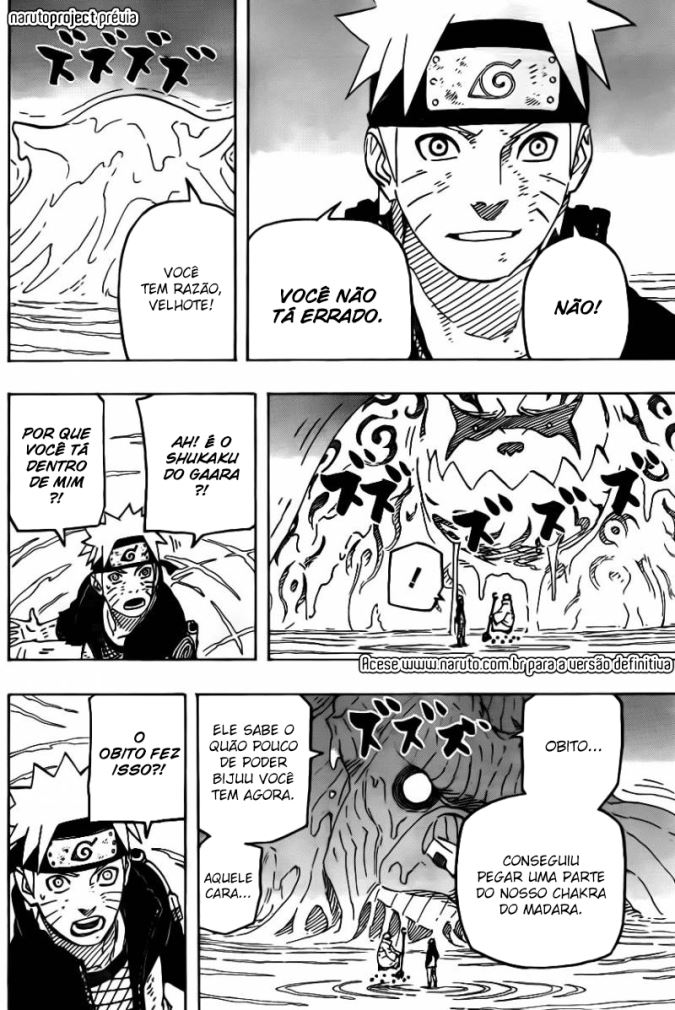 narutoproject prévia
NÃO!
VOCÊ NÃO
TÁ ERRADO.
VOCÊ
TEM RAZÃO,
VELHOTE!
ズズズズ
ズズズズ
!
AH! É O
SHUKAKU
DO GAARA
?!
POR QUE
VOCÊ TÁ
DENTRO
DE MIM
?!
Acese www.naruto.com.br para a versão definitiva
OBITO...
CONSEGUIU
PEGAR UMA PARTE
DO NOSSO CHAKRA
DO MADARA.
ズズズ
ELE SABE O
QUÃO POUCO
DE PODER
BIJUU VOCÊ
TEM AGORA.
AQUELE
CARA...
O
OBITO FEZ
ISSO?!